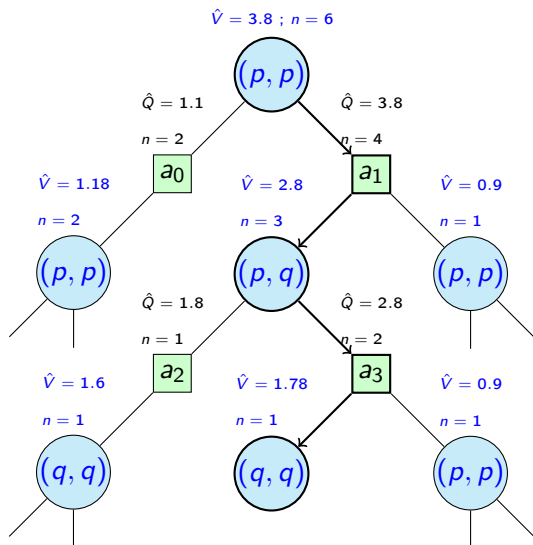 V̂ = 3.8 ; n = 6
(p, p)
Q̂ = 1.1
n = 2
Q̂ = 3.8
n = 4
a₀
a₁
V̂ = 1.18
n = 2
V̂ = 2.8
n = 3
V̂ = 0.9
n = 1
(p, p)
(p, q)
(p, p)
Q̂ = 1.8
n = 1
Q̂ = 2.8
n = 2
a₂
a₃
V̂ = 1.6
n = 1
V̂ = 1.78
n = 1
V̂ = 0.9
n = 1
(q, q)
(q, q)
(p, p)